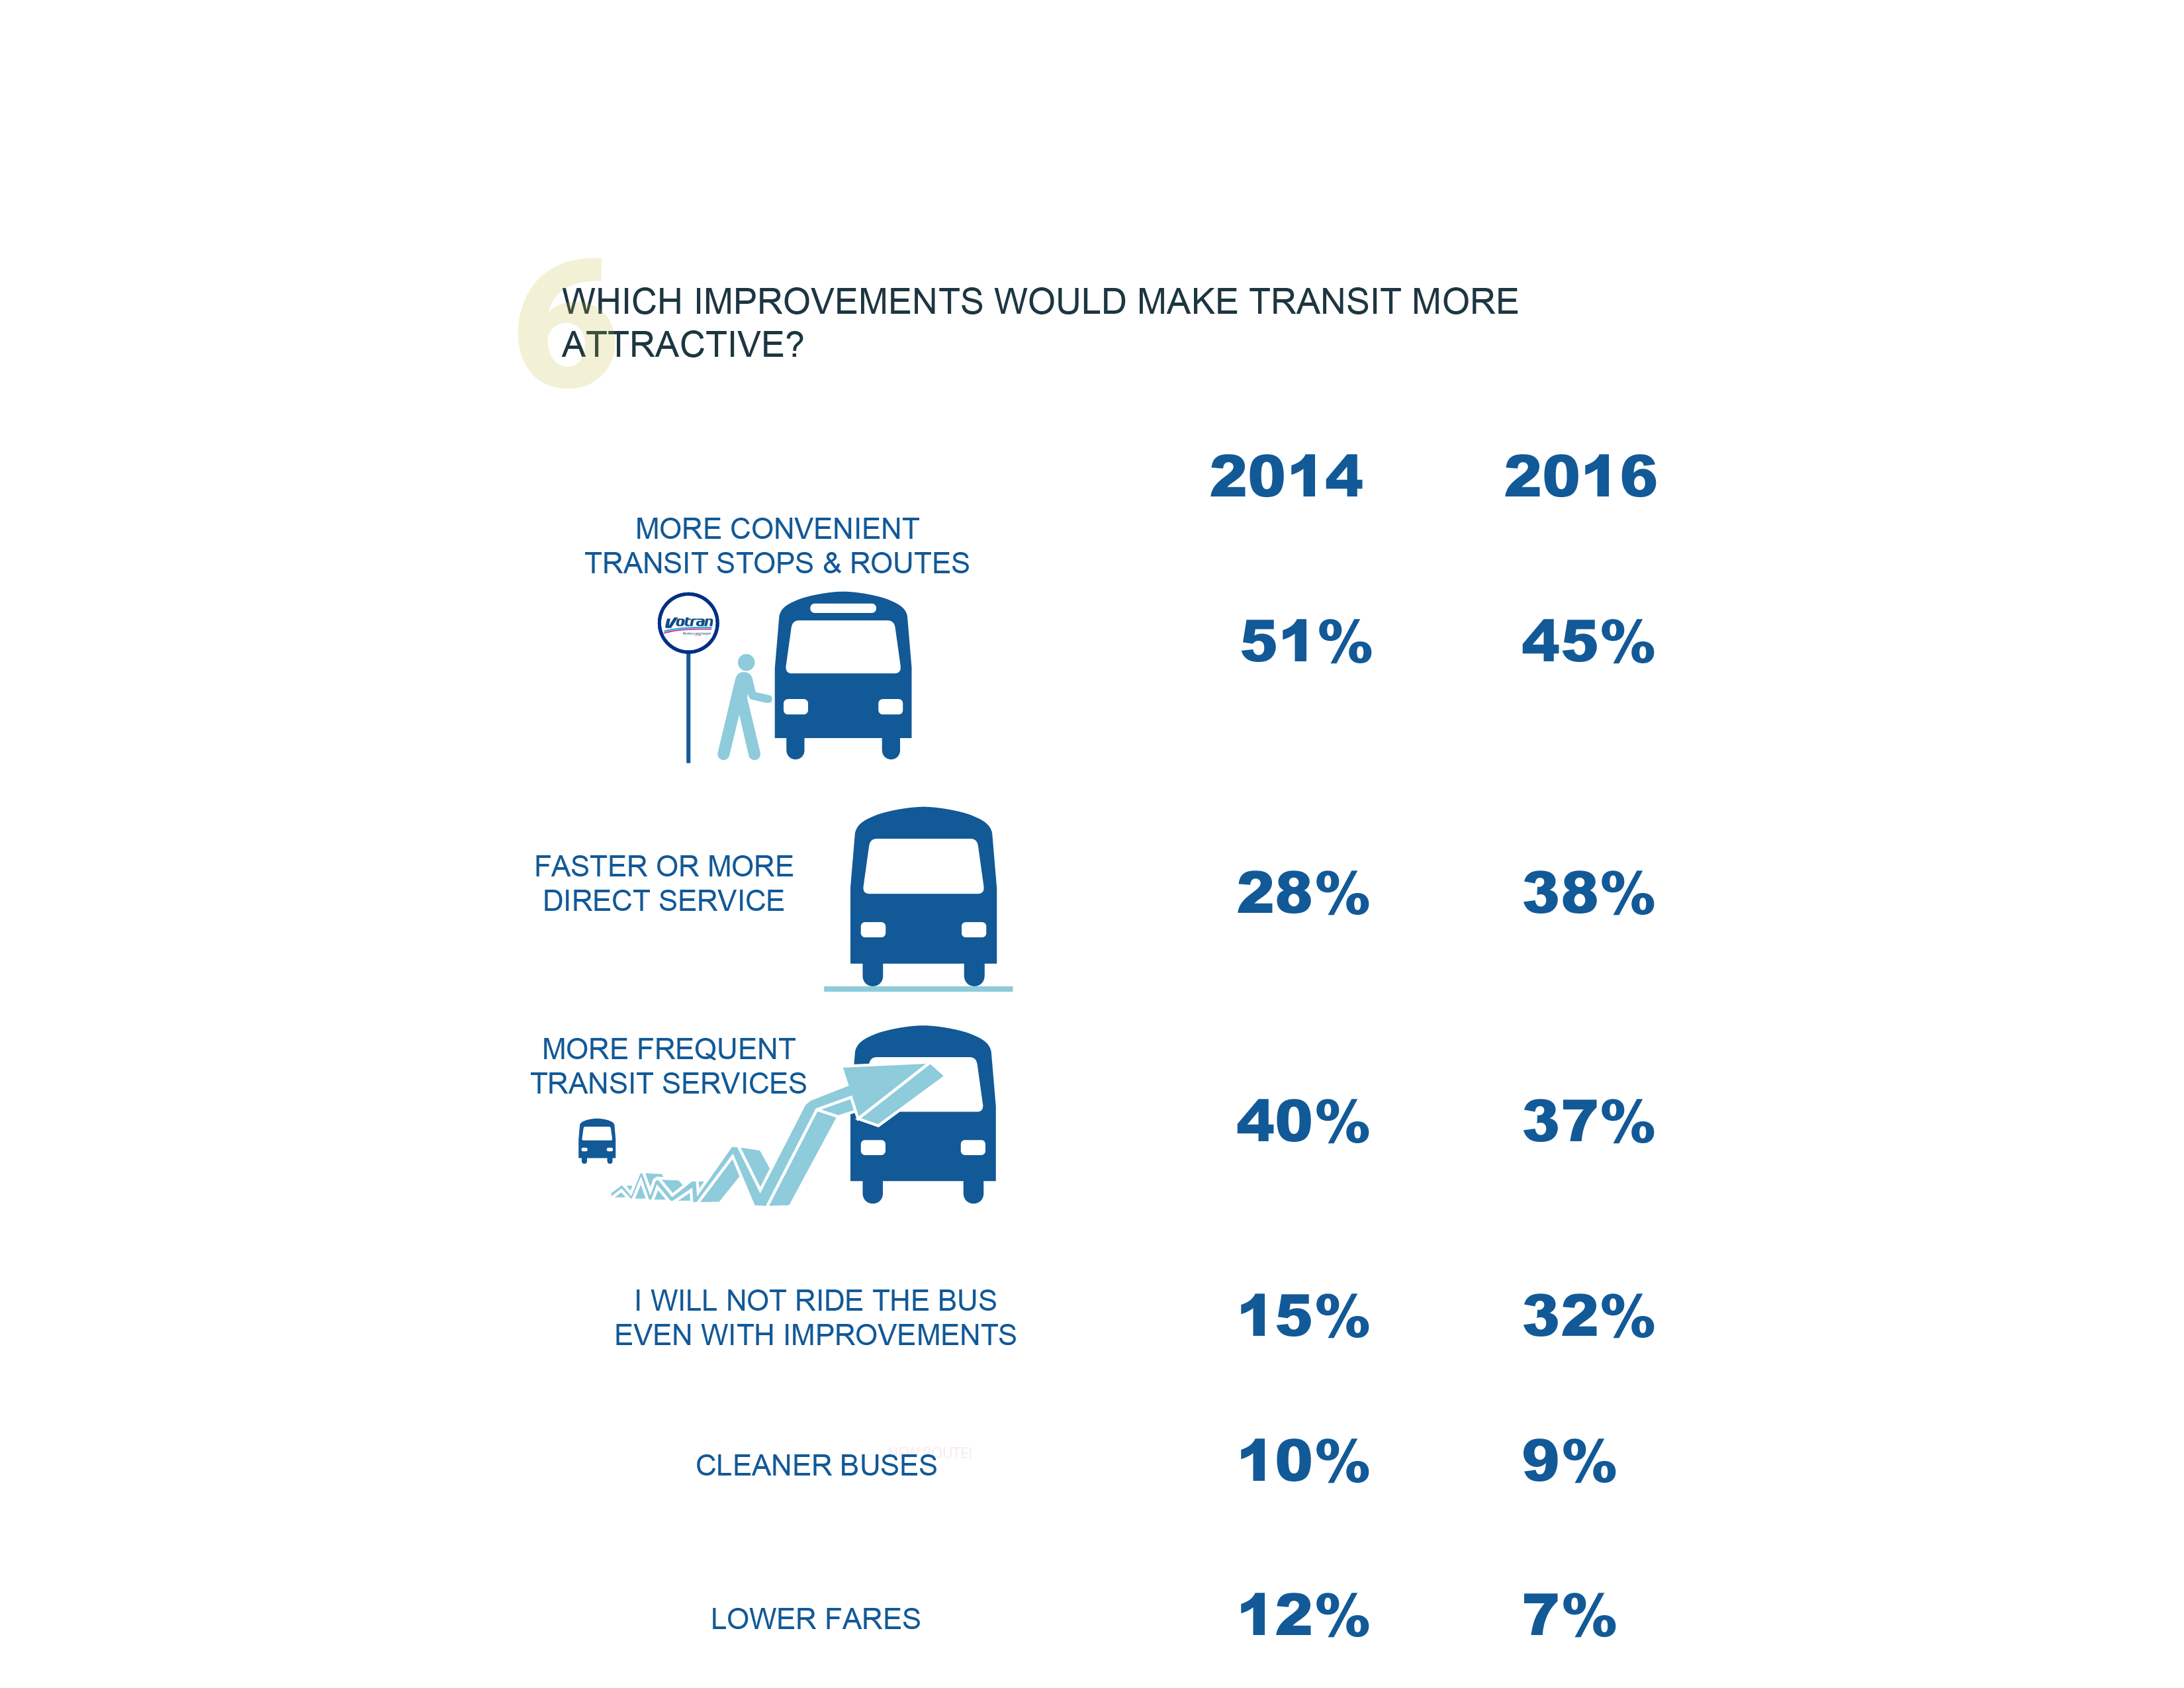 6
WHICH IMPROVEMENTS WOULD MAKE TRANSIT MORE
ATTRACTIVE?
2014 2016
MORE CONVENIENT
TRANSIT STOPS & ROUTES
Votran
51% 45%
FASTER OR MORE
DIRECT SERVICE
28% 38%
MORE FREQUENT
TRANSIT SERVICES
40% 37%
I WILL NOT RIDE THE BUS
EVEN WITH IMPROVEMENTS
15% 32%
NEW ROUTE!
CLEANER BUSES
10% 9%
LOWER FARES
12% 7%